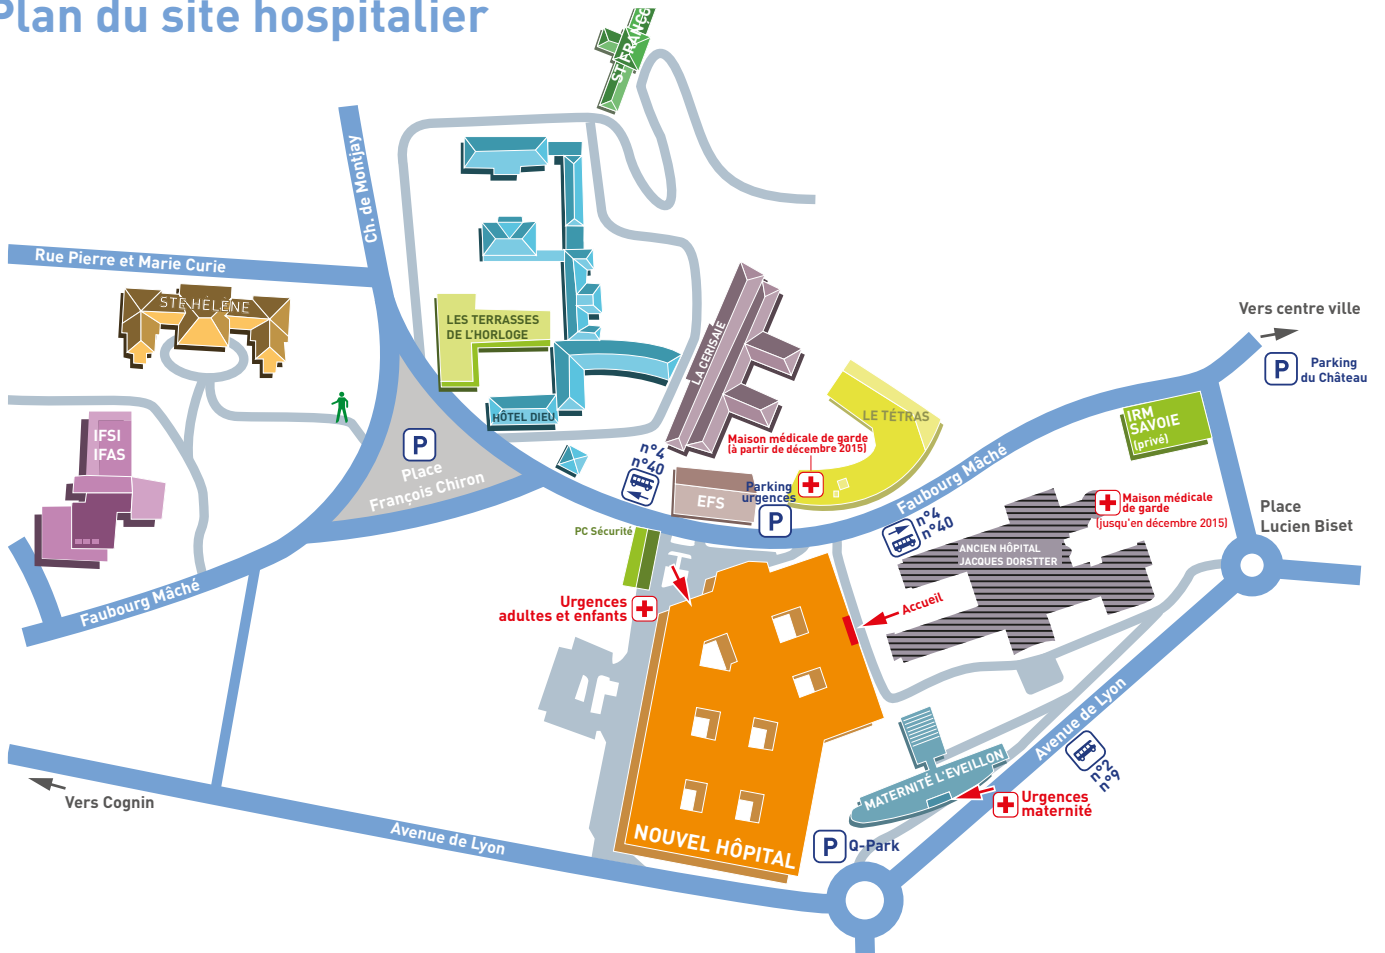 Plan du site hospitalier
Ch. de Montjay
Rue Pierre et Marie Curie
STE HÉLÈNE
LES TERRASSES
DE L'HORLOGE
HÔTEL DIEU
LA CERISAIE
LE TÉTRAS
Vers centre ville
P
Parking
du Château
IRM
SAVOIE
(privé)
IFSI
IFAS
P
Place
François Chiron
n°4
n°40
Maison médicale de garde
(à partir de décembre 2015)
EFS
Parking
urgences
P
Faubourg Mâché
n°4
n°40
Maison médicale
de garde
(jusqu'en décembre 2015)
Place
Lucien Biset
ANCIEN HÔPITAL
JACQUES DORSTTER
PC Sécurité
Urgences
adultes et enfants
Accueil
Faubourg Mâché
Vers Cognin
Avenue de Lyon
NOUVEL HÔPITAL
MATERNITÉ L'EVEILLON
Avenue de Lyon
n°2
n°9
Urgences
maternité
P
Q-Park